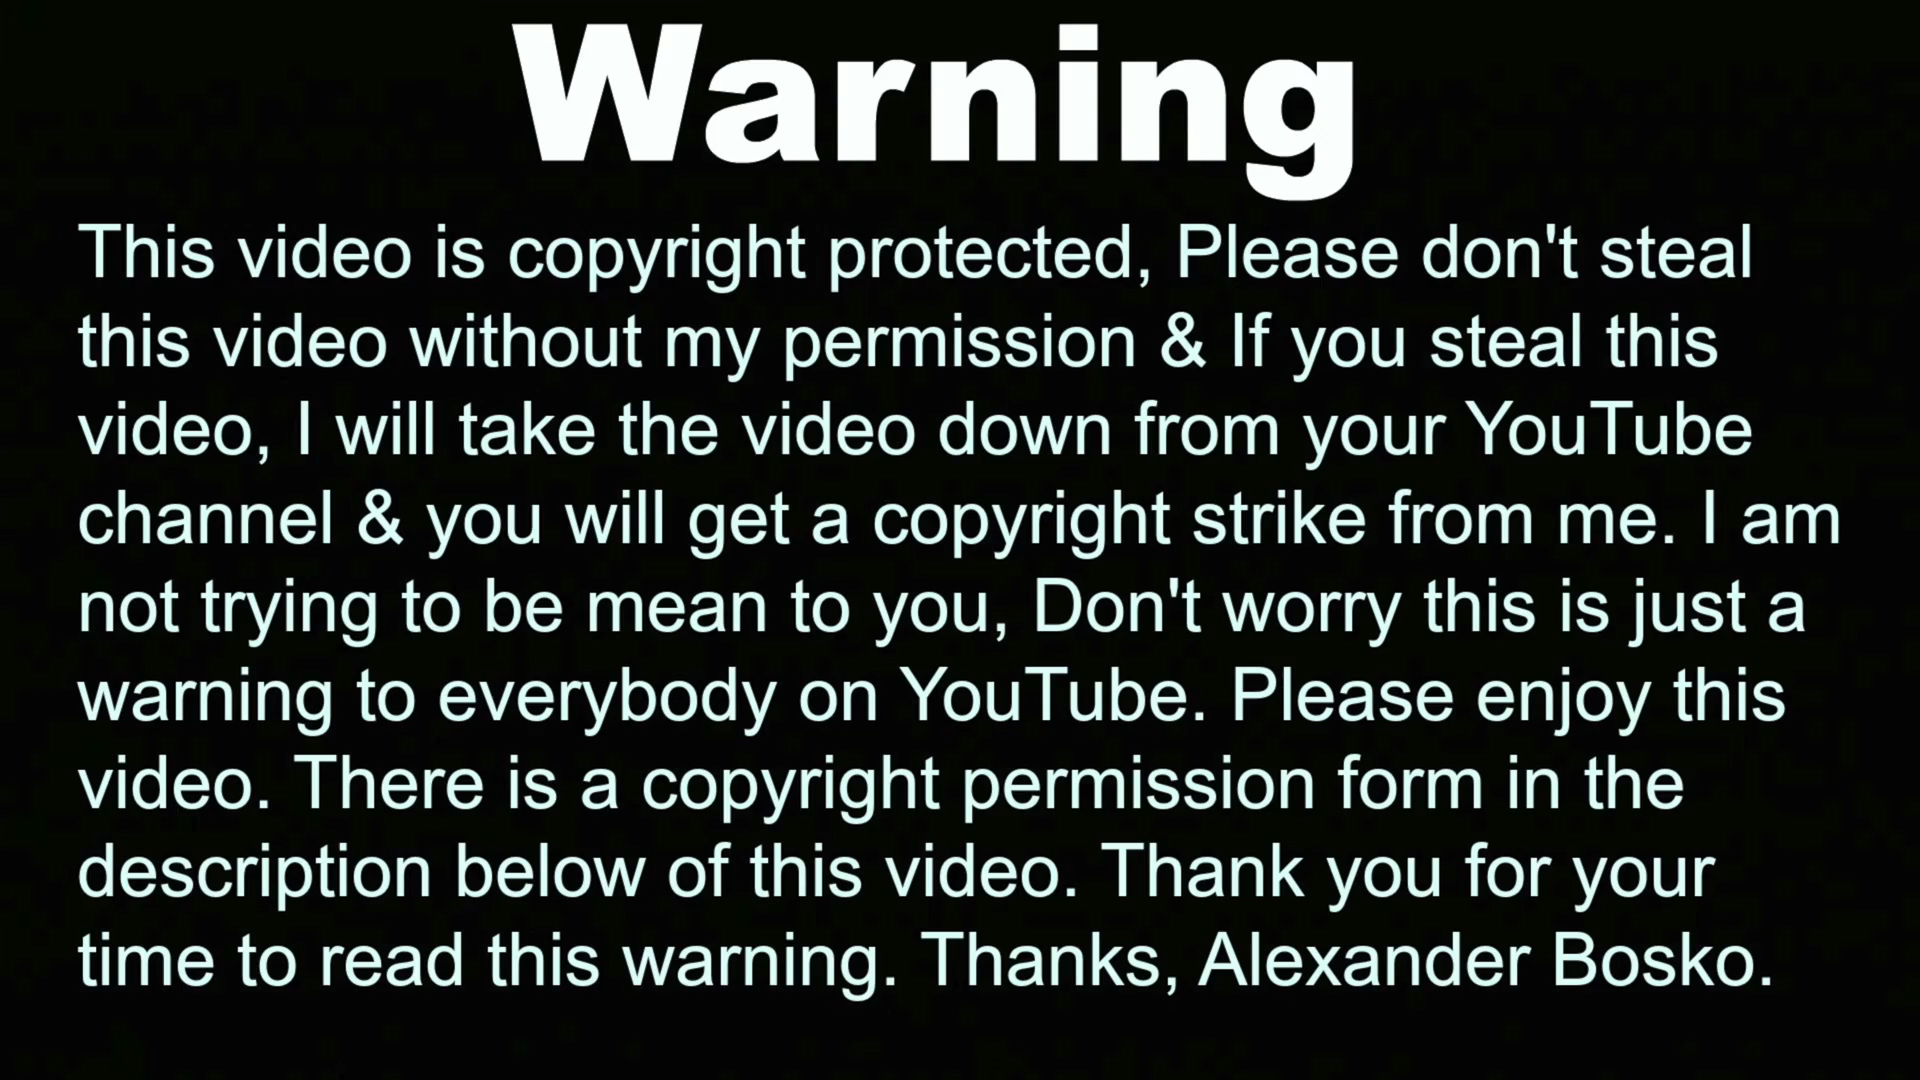 Warning
This video is copyright protected, Please don't steal
this video without my permission & If you steal this
video, I will take the video down from your YouTube
channel & you will get a copyright strike from me. I am
not trying to be mean to you, Don't worry this is just a
warning to everybody on YouTube. Please enjoy this
video. There is a copyright permission form in the
description below of this video. Thank you for your
time to read this warning. Thanks, Alexander Bosko.